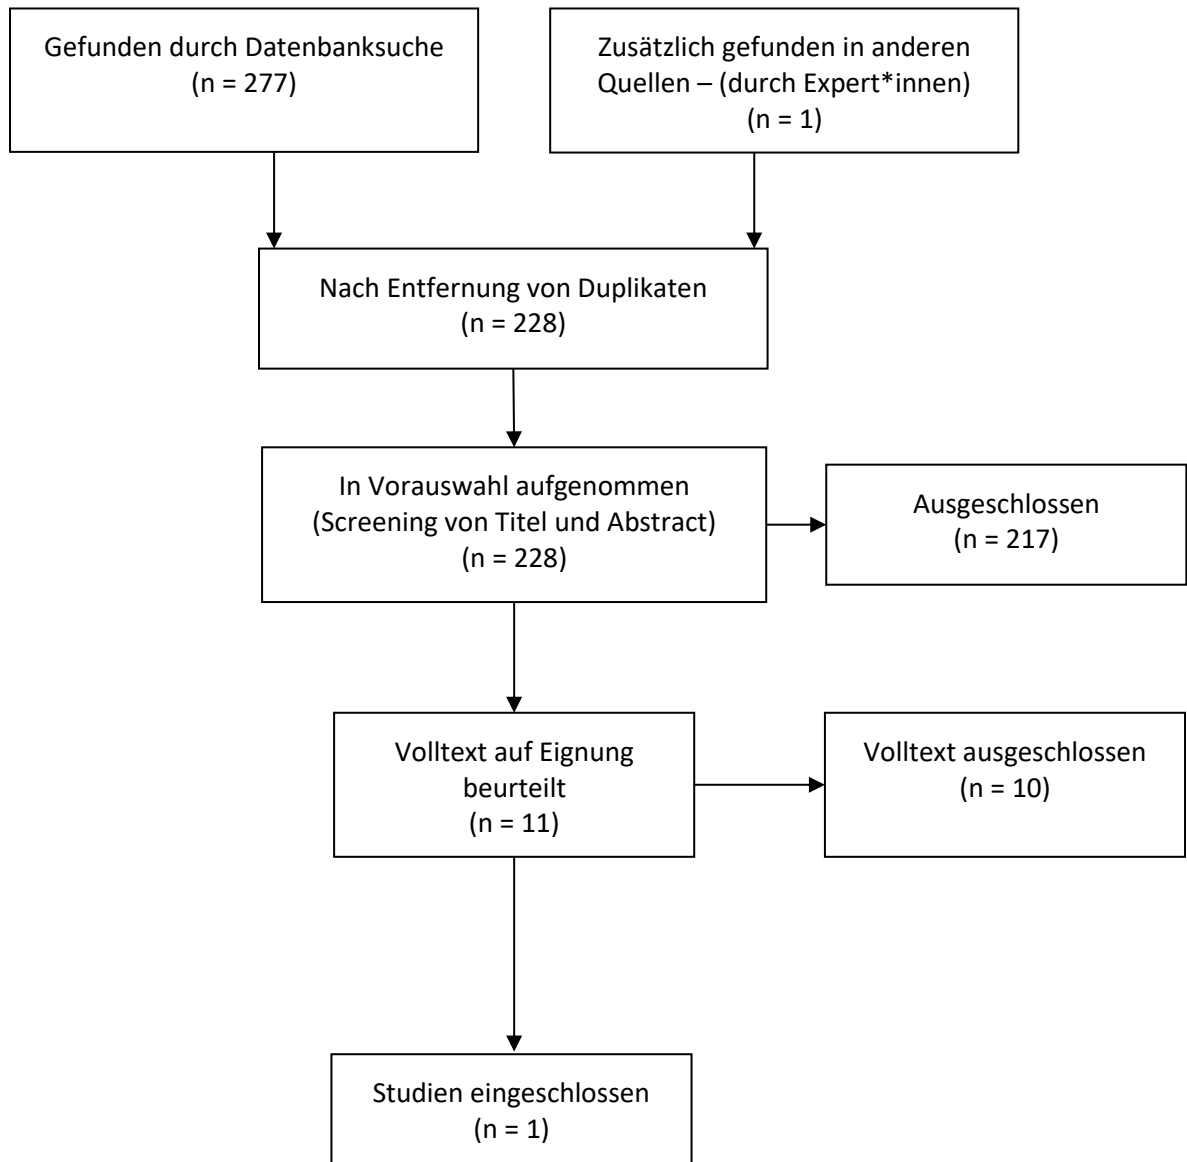 Gefunden durch Datenbanksuche
(n = 277)
Zusätzlich gefunden in anderen
Quellen – (durch Expert*innen)
(n = 1)
Nach Entfernung von Duplikaten
(n = 228)
In Vorauswahl aufgenommen
(Screening von Titel und Abstract)
(n = 228)
Ausgeschlossen
(n = 217)
Volltext auf Eignung
beurteilt
(n = 11)
Volltext ausgeschlossen
(n = 10)
Studien eingeschlossen
(n = 1)